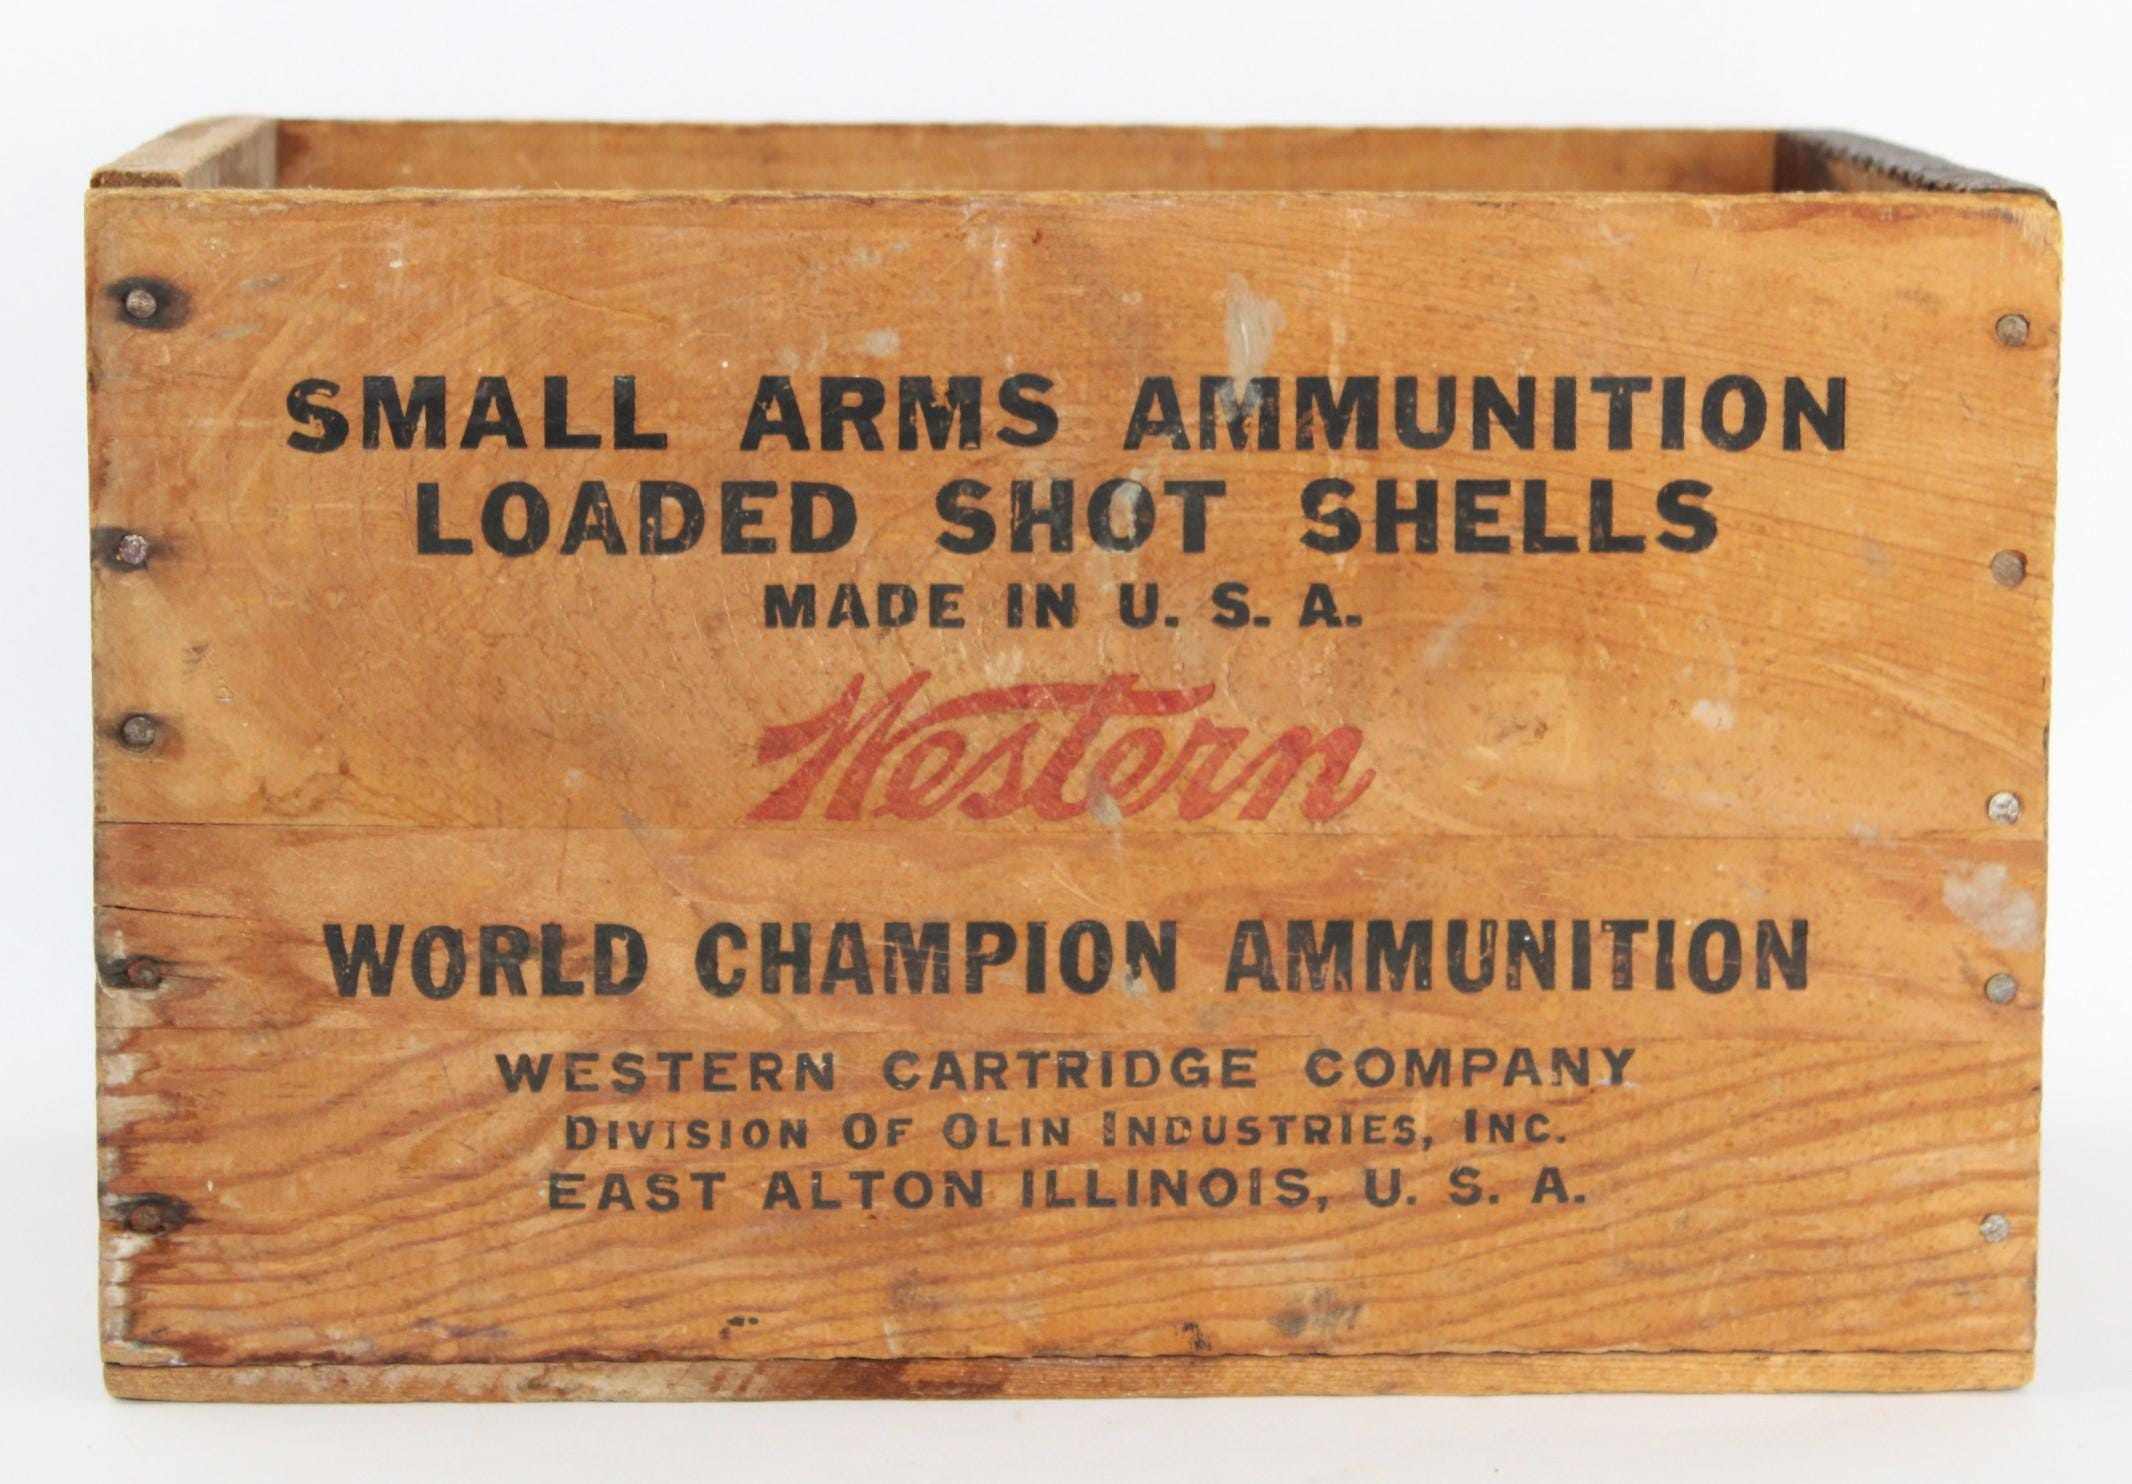 SMALL ARMS AMMUNITION
LOADED SHOT SHELLS
MADE IN U. S. A.
Western
WORLD CHAMPION AMMUNITION
WESTERN CARTRIDGE COMPANY
DIVISION OF OLIN INDUSTRIES, INC.
EAST ALTON ILLINOIS, U. S. A.